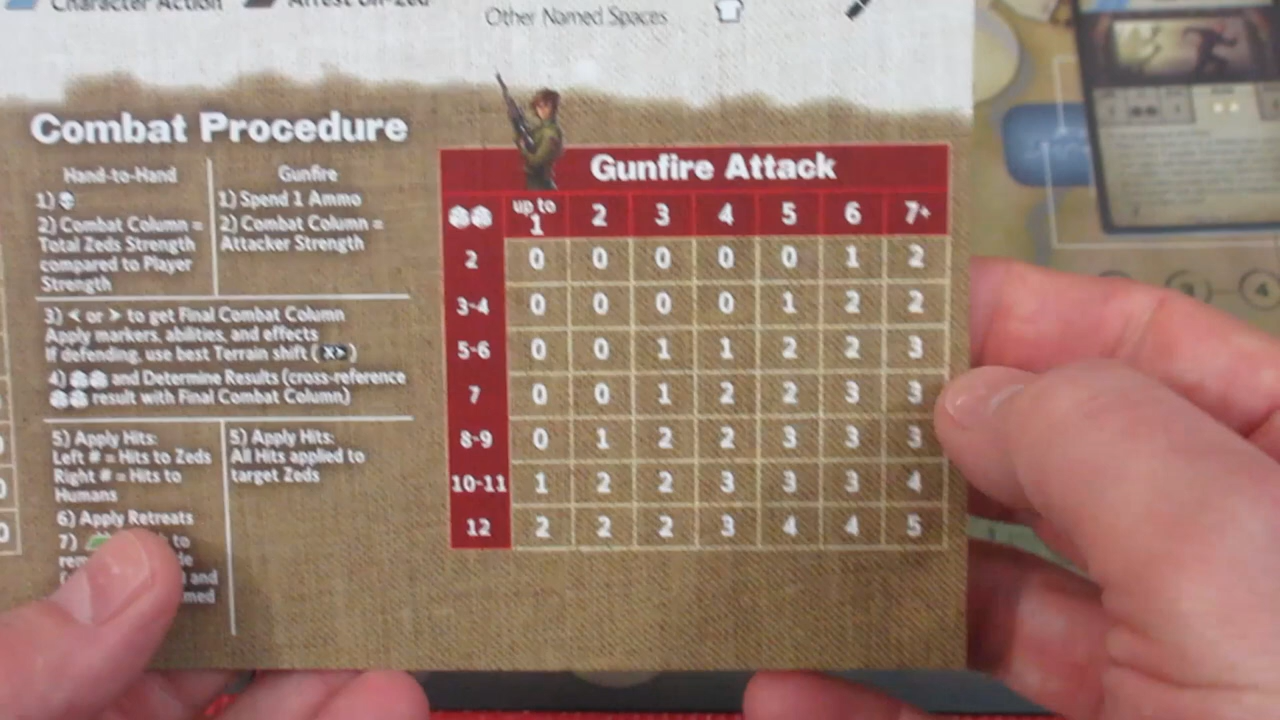 Character Action
Arrest
Other Named Spaces
Combat Procedure
Hand-to-Hand
1)
2) Combat Column =
Total Zeds Strength
compared to Player
Strength
Gunfire
1) Spend 1 Ammo
2) Combat Column =
Attacker Strength
3) < or > to get Final Combat Column
Apply markers, abilities, and effects
If defending, use best Terrain shift ( X> )
4) and Determine Results (cross-reference
result with Final Combat Column)
5) Apply Hits:
Left # = Hits to Zeds
Right # = Hits to
Humans
6) Apply Retreats
7) to
and
5) Apply Hits:
All Hits applied to
target Zeds
Gunfire Attack
up to 1 2 3 4 5 6 7+
2 0 0 0 0 0 1 2
3-4 0 0 0 0 1 2 2
5-6 0 0 1 1 2 2 3
7 0 0 1 2 2 3 3
8-9 0 1 2 2 3 3 3
10-11 1 2 2 3 3 3 4
12 2 2 2 3 4 4 5
3 4